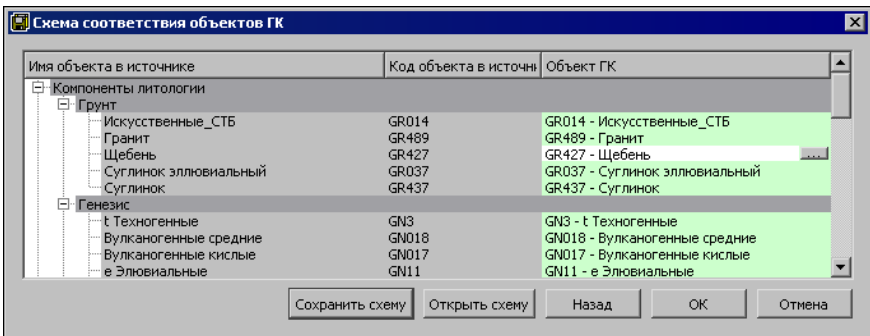 Схема соответствия объектов ГК
Имя объекта в источнике Код объекта в источни Объект ГК
Компоненты литологии
Грунт
Искусственные_СТБ GR014 GR014 - Искусственные_СТБ
Гранит GR489 GR489 - Гранит
Щебень GR427 GR427 - Щебень ...
Суглинок эллювиальный GR037 GR037 - Суглинок эллювиальный
Суглинок GR437 GR437 - Суглинок
Генезис
t Техногенные GN3 GN3 - t Техногенные
Вулканогенные средние GN018 GN018 - Вулканогенные средние
Вулканогенные кислые GN017 GN017 - Вулканогенные кислые
e Элювиальные GN11 GN11 - e Элювиальные
Сохранить схему Открыть схему Назад ОК Отмена